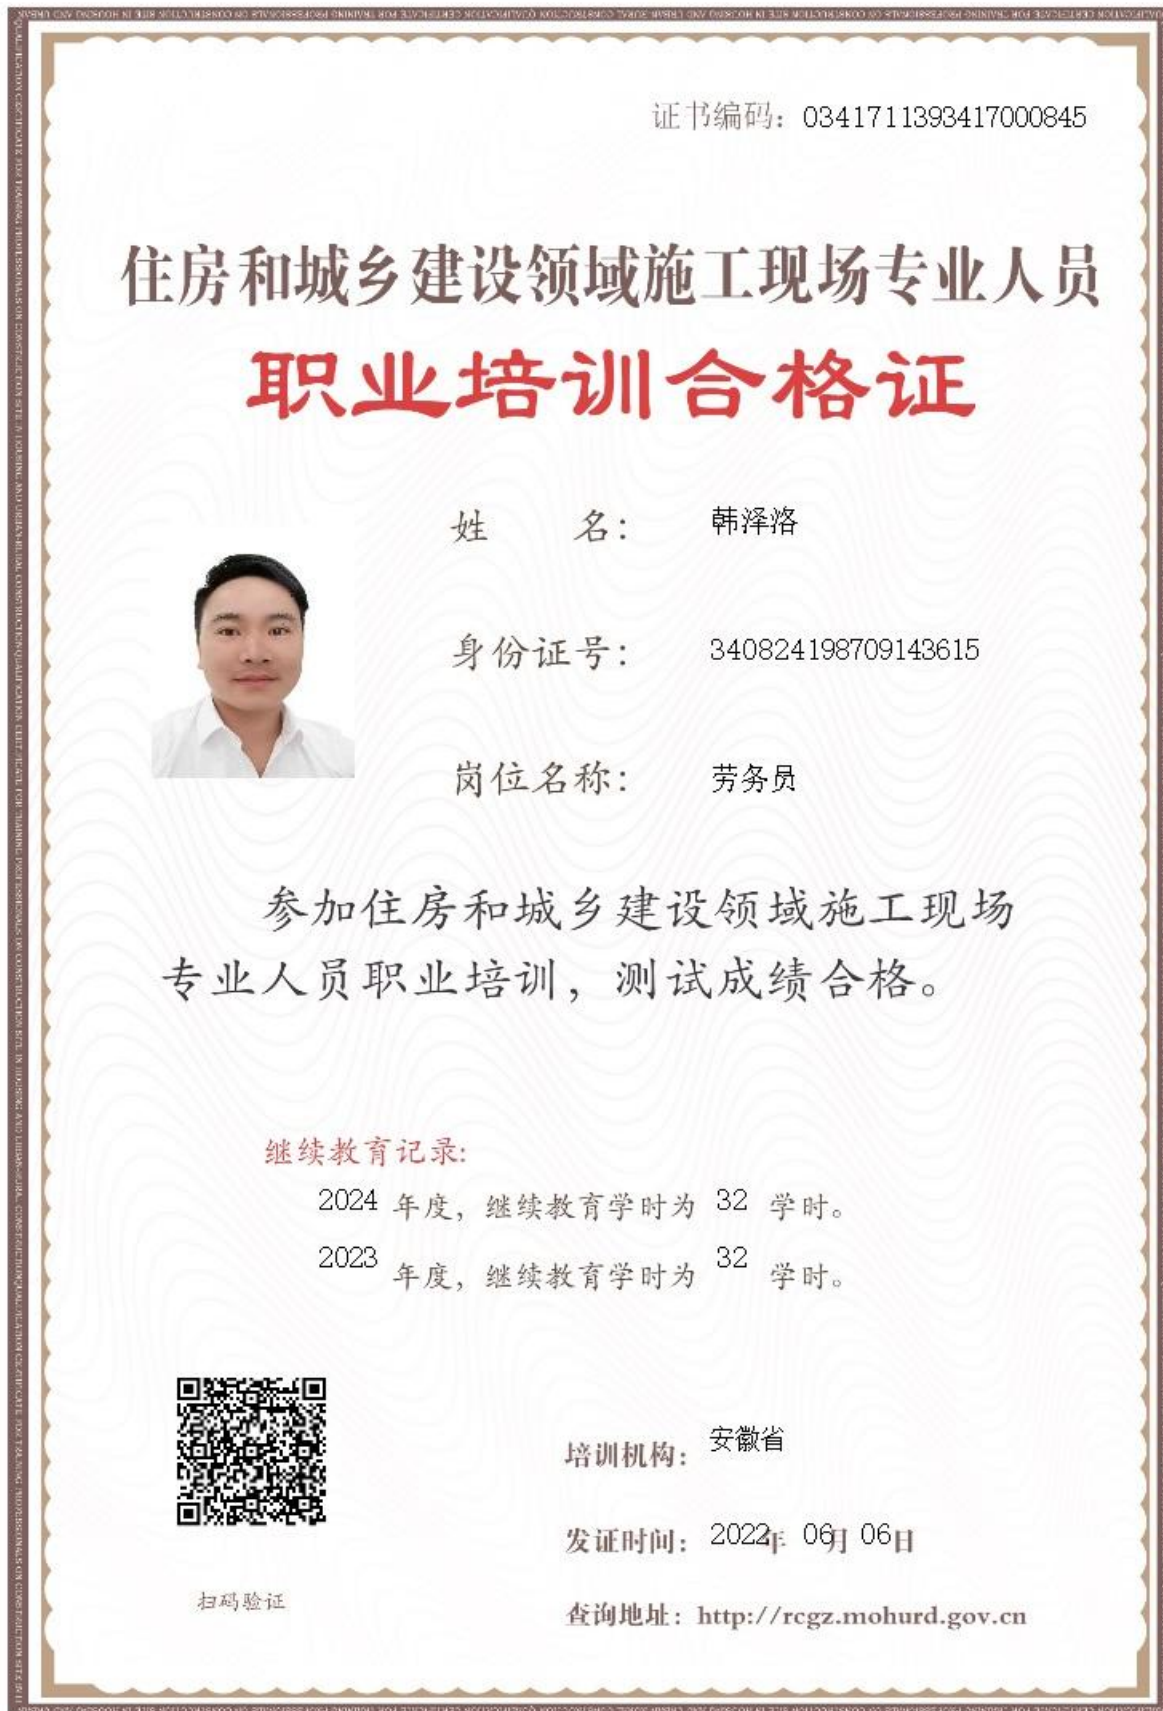 证书编码：0341711393417000845
住房和城乡建设领域施工现场专业人员
职业培训合格证
姓 名： 韩泽洛
身份证号： 340824198709143615
岗位名称： 劳务员
参加住房和城乡建设领域施工现场
专业人员职业培训，测试成绩合格。
继续教育记录:
2024 年度，继续教育学时为 32 学时。
2023 年度，继续教育学时为 32 学时。
培训机构： 安徽省
发证时间： 2022年 06月 06日
扫码验证
查询地址：http://rcgz.mohurd.gov.cn